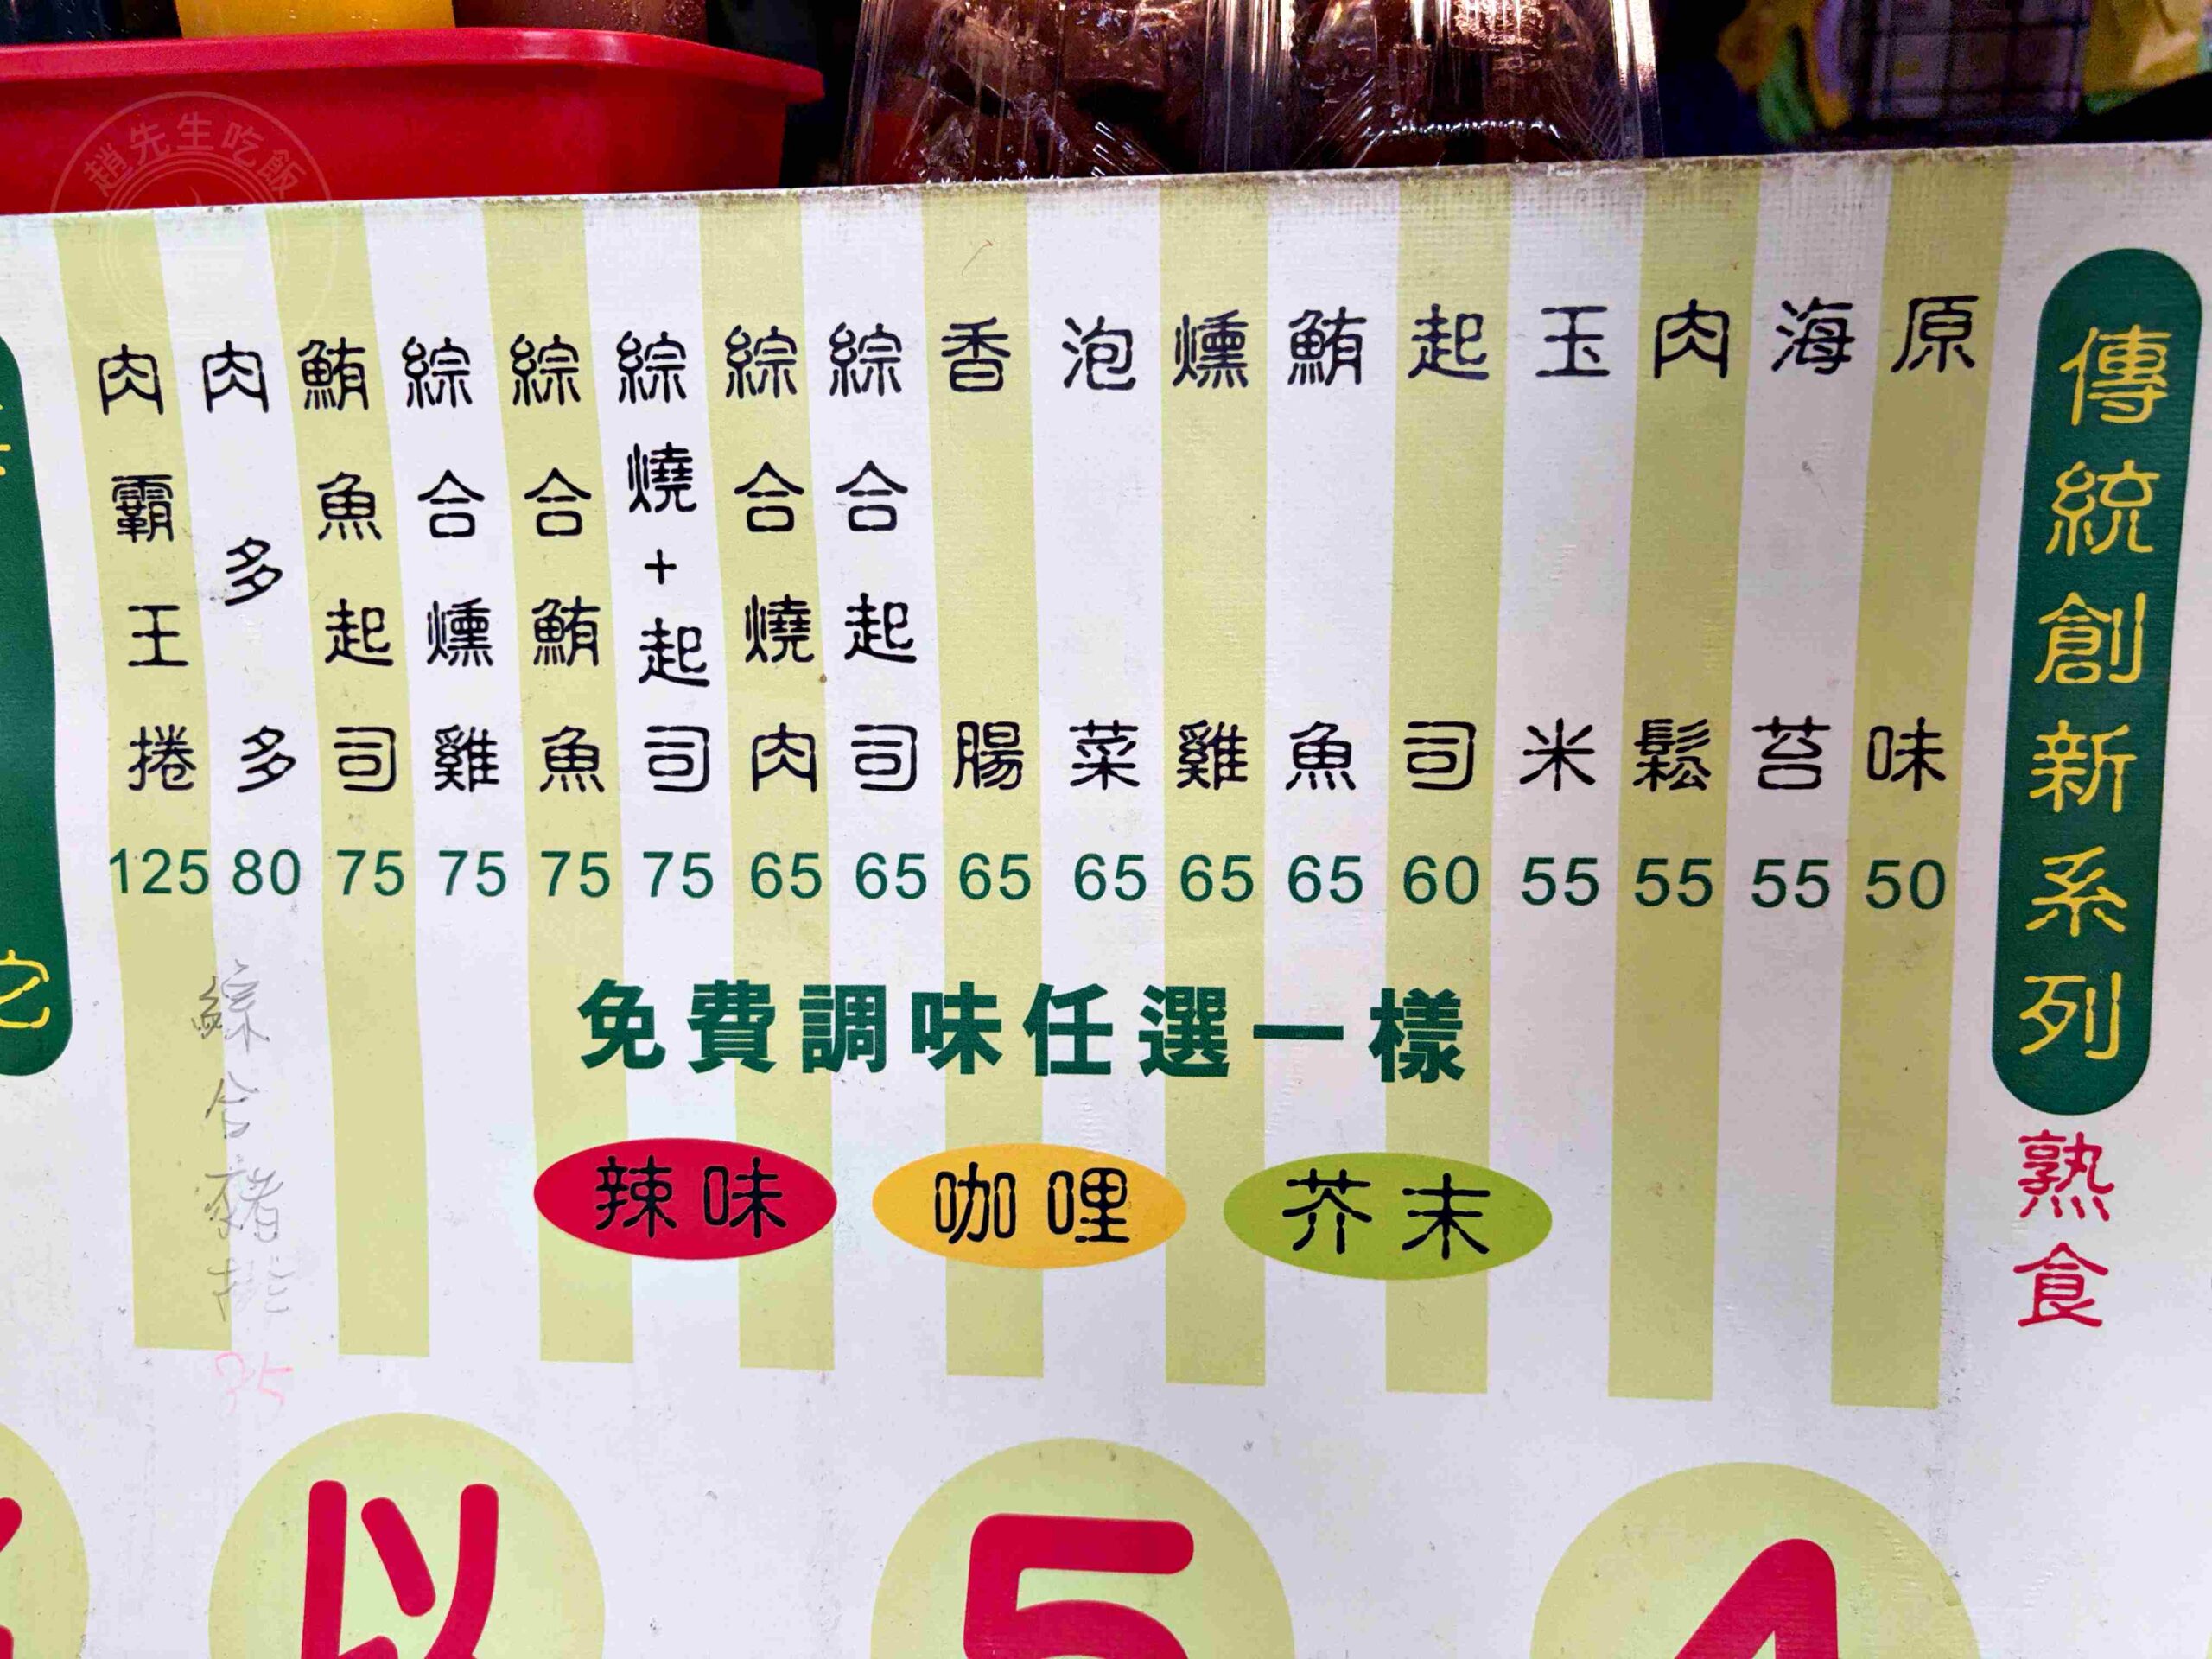 趙先生吃飯
傳統創新系列
熟食
原味 50
海苔 55
肉鬆 55
玉米 55
起司 60
鮪魚 65
燻雞 65
泡菜 65
香腸 65
綜合起司 65
綜合燒肉 65
綜燒+起司 75
綜合鮪魚 75
綜合燻雞 75
鮪魚起司 75
肉多多 80
肉霸王捲 125
免費調味任選一樣
辣味
咖哩
芥末
綜合豬排
以
5